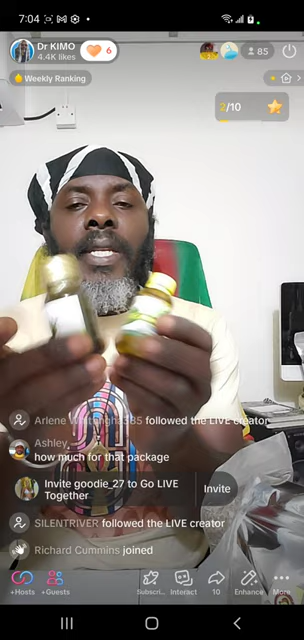 7:04
Dr KIMO
4.4K likes
6
85
Weekly Ranking
2/10
followed the LIVE creator
Ashley,
how much for that package
Invite goodie_27 to Go LIVE
Together
Invite
SILENTRIVER followed the LIVE creator
Richard Cummins joined
+Hosts
+Guests
Subscri...
Interact
10
Enhance
More